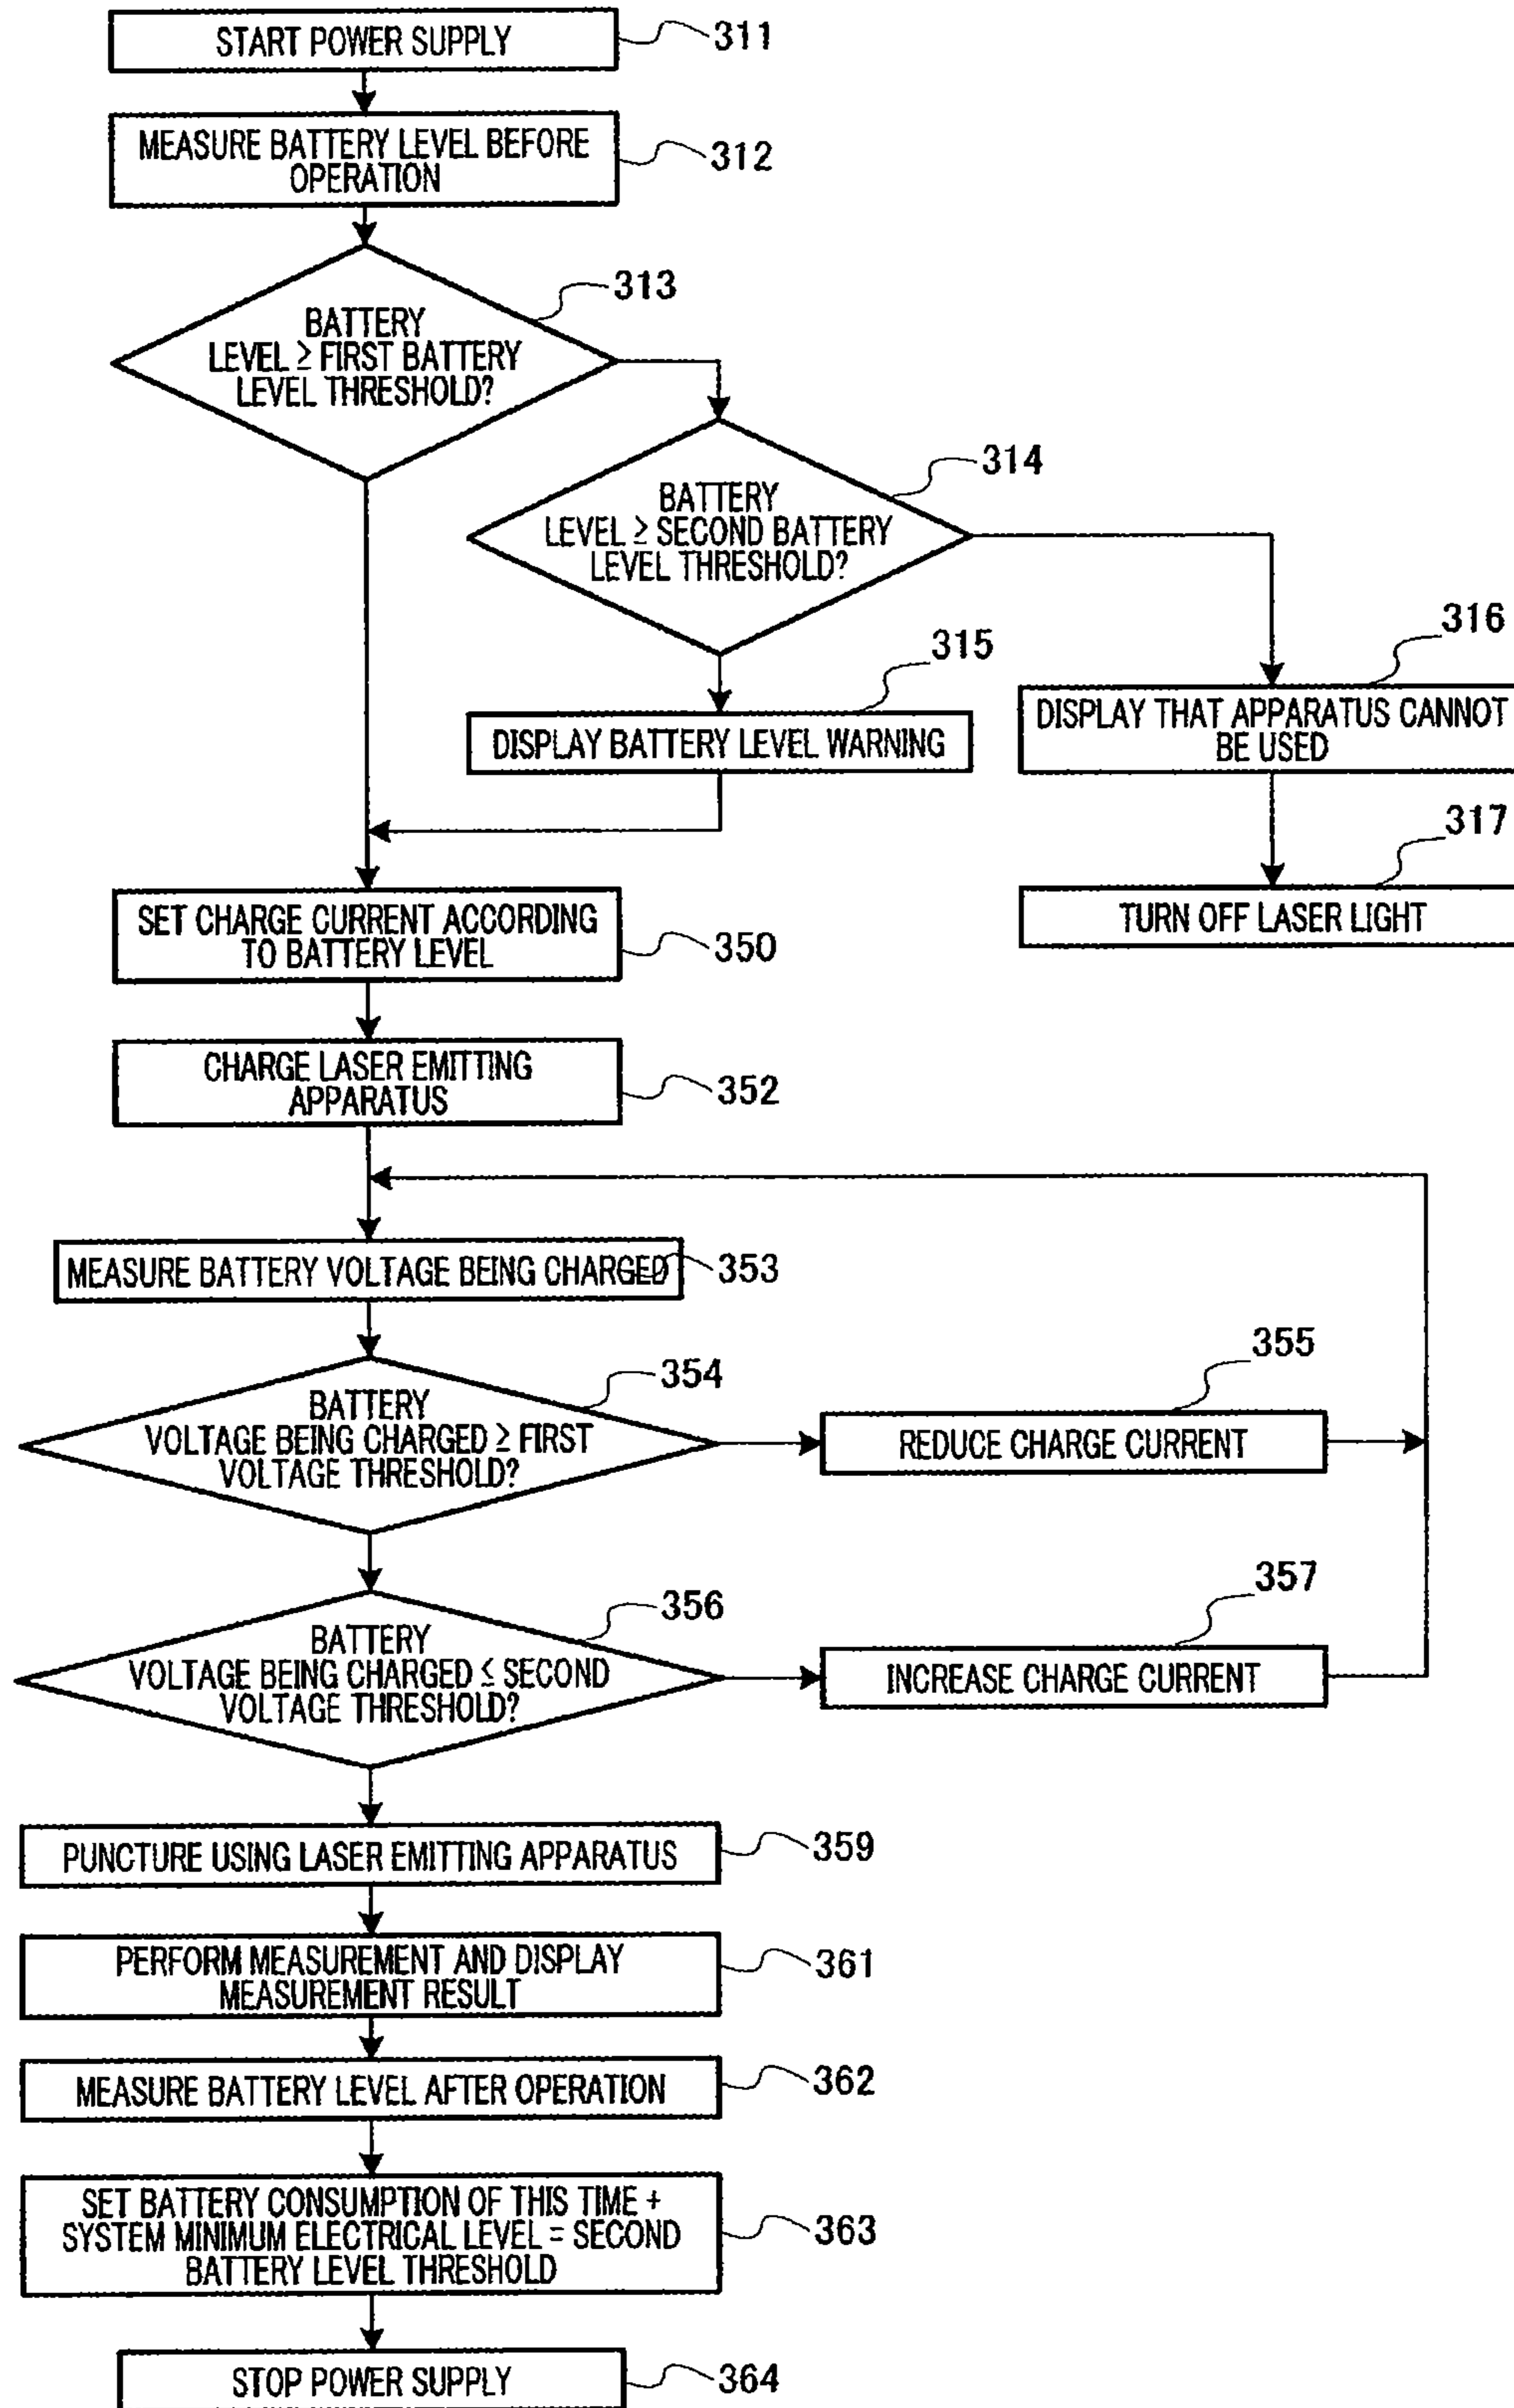 START POWER SUPPLY
311
MEASURE BATTERY LEVEL BEFORE
OPERATION
312
313
BATTERY
LEVEL ≥ FIRST BATTERY
LEVEL THRESHOLD?
314
BATTERY
LEVEL ≥ SECOND BATTERY
LEVEL THRESHOLD?
315
DISPLAY BATTERY LEVEL WARNING
316
DISPLAY THAT APPARATUS CANNOT
BE USED
317
TURN OFF LASER LIGHT
SET CHARGE CURRENT ACCORDING
TO BATTERY LEVEL
350
CHARGE LASER EMITTING
APPARATUS
352
MEASURE BATTERY VOLTAGE BEING CHARGED
353
354
BATTERY
VOLTAGE BEING CHARGED ≥ FIRST
VOLTAGE THRESHOLD?
355
REDUCE CHARGE CURRENT
356
BATTERY
VOLTAGE BEING CHARGED ≤ SECOND
VOLTAGE THRESHOLD?
357
INCREASE CHARGE CURRENT
PUNCTURE USING LASER EMITTING APPARATUS
359
PERFORM MEASUREMENT AND DISPLAY
MEASUREMENT RESULT
361
MEASURE BATTERY LEVEL AFTER OPERATION
362
SET BATTERY CONSUMPTION OF THIS TIME +
SYSTEM MINIMUM ELECTRICAL LEVEL = SECOND
BATTERY LEVEL THRESHOLD
363
STOP POWER SUPPLY
364